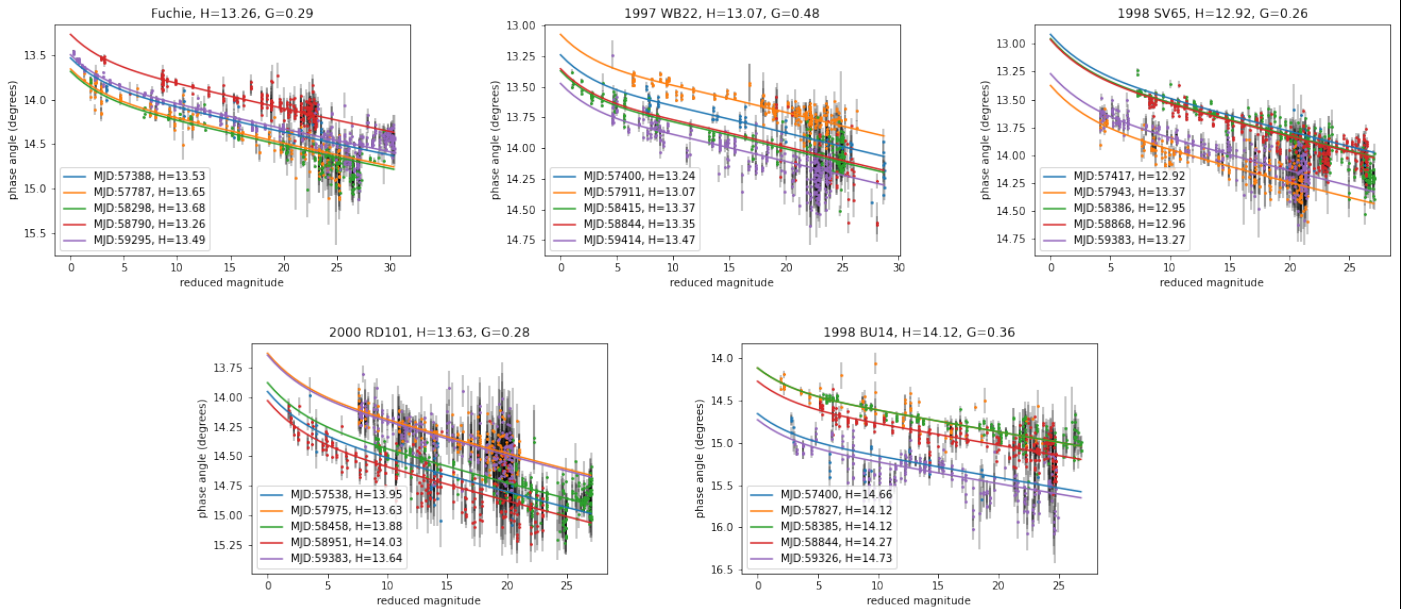 Fuchie, H=13.26, G=0.29
phase angle (degrees)
13.5
14.0
14.5
15.0
15.5
MJD:57388, H=13.53
MJD:57787, H=13.65
MJD:58298, H=13.68
MJD:58790, H=13.26
MJD:59295, H=13.49
0 5 10 15 20 25 30
reduced magnitude
1997 WB22, H=13.07, G=0.48
phase angle (degrees)
13.00
13.25
13.50
13.75
14.00
14.25
14.50
14.75
MJD:57400, H=13.24
MJD:57911, H=13.07
MJD:58415, H=13.37
MJD:58844, H=13.35
MJD:59414, H=13.47
0 5 10 15 20 25 30
reduced magnitude
1998 SV65, H=12.92, G=0.26
phase angle (degrees)
13.00
13.25
13.50
13.75
14.00
14.25
14.50
14.75
MJD:57417, H=12.92
MJD:57943, H=13.37
MJD:58386, H=12.95
MJD:58868, H=12.96
MJD:59383, H=13.27
0 5 10 15 20 25
reduced magnitude
2000 RD101, H=13.63, G=0.28
phase angle (degrees)
13.75
14.00
14.25
14.50
14.75
15.00
15.25
MJD:57538, H=13.95
MJD:57975, H=13.63
MJD:58458, H=13.88
MJD:58951, H=14.03
MJD:59383, H=13.64
0 5 10 15 20 25
reduced magnitude
1998 BU14, H=14.12, G=0.36
phase angle (degrees)
14.0
14.5
15.0
15.5
16.0
16.5
MJD:57400, H=14.66
MJD:57827, H=14.12
MJD:58385, H=14.12
MJD:58844, H=14.27
MJD:59326, H=14.73
0 5 10 15 20 25
reduced magnitude